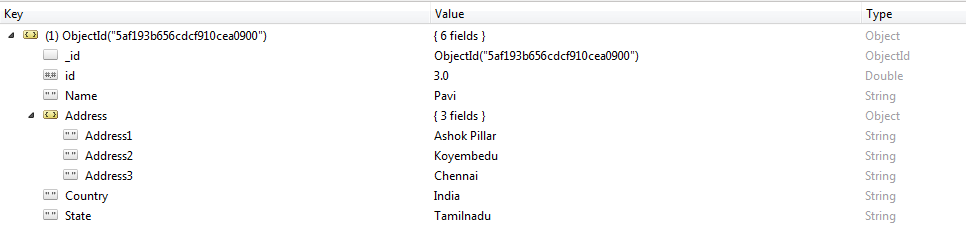 Key Value Type
(1) ObjectId("5af193b656cdcf910cea0900") { 6 fields } Object
_id ObjectId("5af193b656cdcf910cea0900") ObjectId
## id 3.0 Double
" " Name Pavi String
Address { 3 fields } Object
" " Address1 Ashok Pillar String
" " Address2 Koyembedu String
" " Address3 Chennai String
" " Country India String
" " State Tamilnadu String